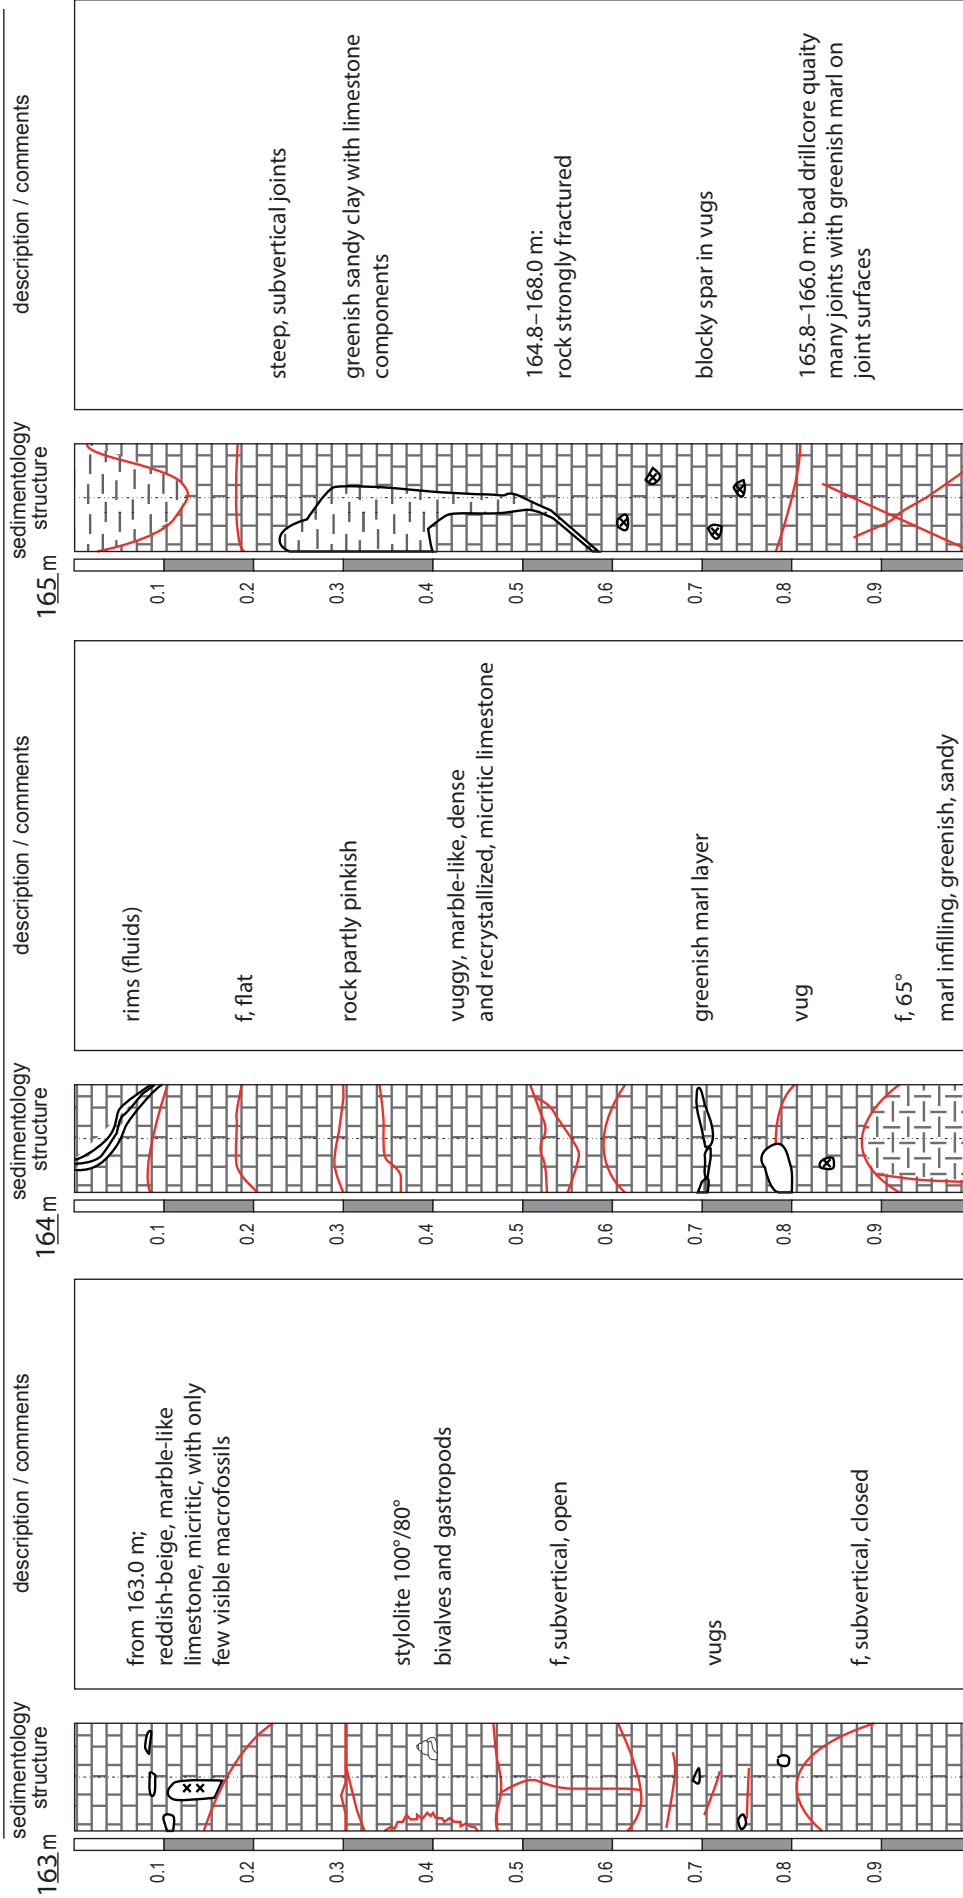 163 m
sedimentology
structure
description / comments
0.1
0.2
0.3
0.4
0.5
0.6
0.7
0.8
0.9
from 163.0 m;
reddish-beige, marble-like
limestone, micritic, with only
few visible macrofossils
stylolite 100°/80°
bivalves and gastropods
f, subvertical, open
vugs
f, subvertical, closed
164 m
sedimentology
structure
description / comments
0.1
0.2
0.3
0.4
0.5
0.6
0.7
0.8
0.9
rims (fluids)
f, flat
rock partly pinkish
vuggy, marble-like, dense
and recrystallized, micritic limestone
greenish marl layer
vug
f, 65°
marl infilling, greenish, sandy
165 m
sedimentology
structure
description / comments
0.1
0.2
0.3
0.4
0.5
0.6
0.7
0.8
0.9
steep, subvertical joints
greenish sandy clay with limestone
components
164.8–168.0 m:
rock strongly fractured
blocky spar in vugs
165.8–166.0 m: bad drillcore quaity
many joints with greenish marl on
joint surfaces